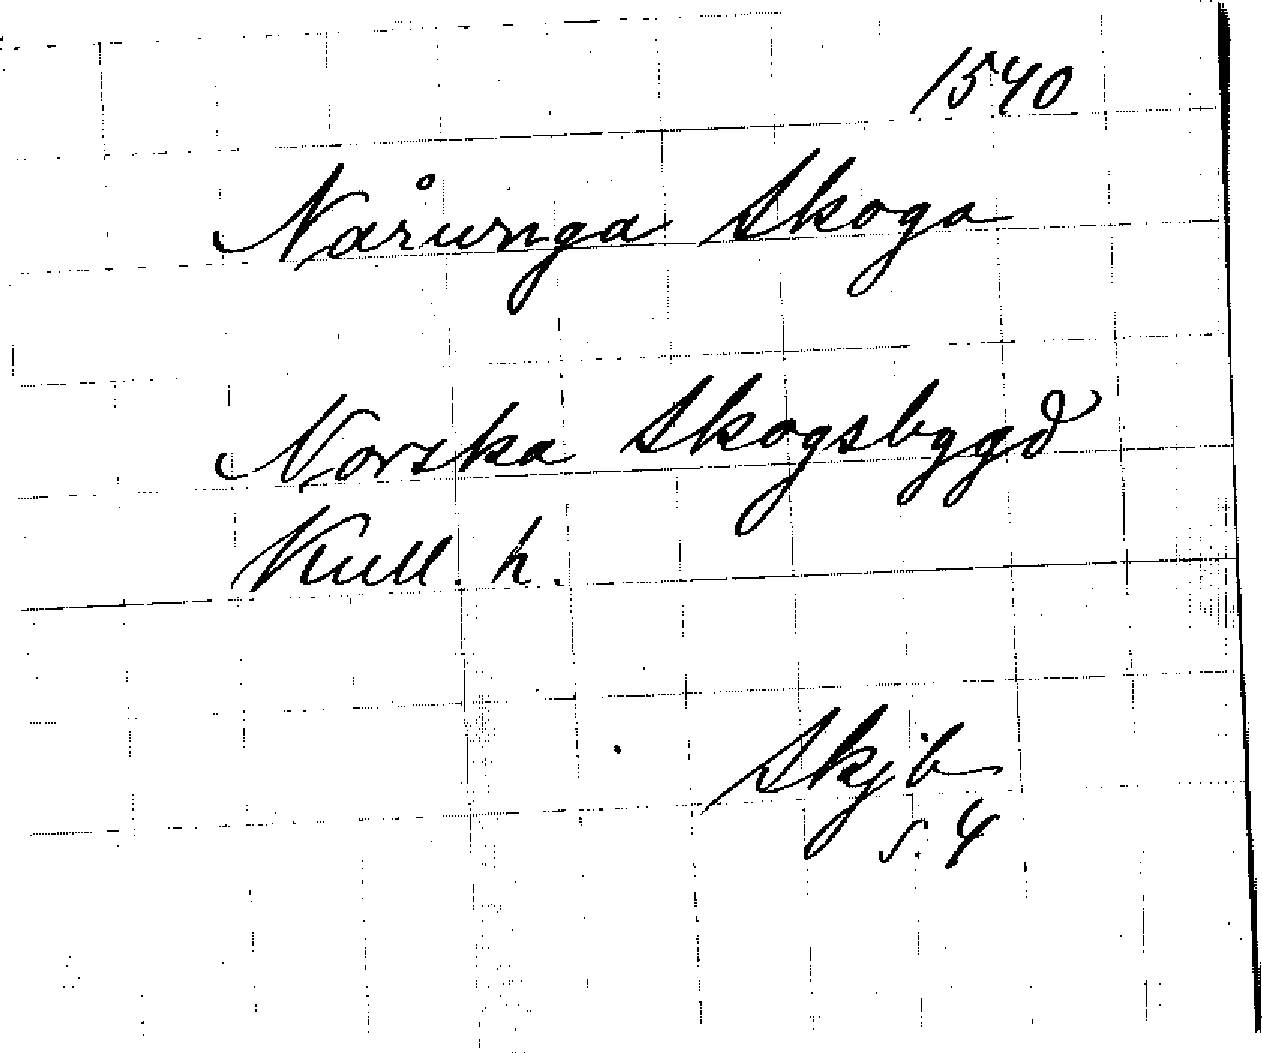 1540
Nårunga Skoga
Norska Skogsbygd
Kull. h.
Skjb
s. 4